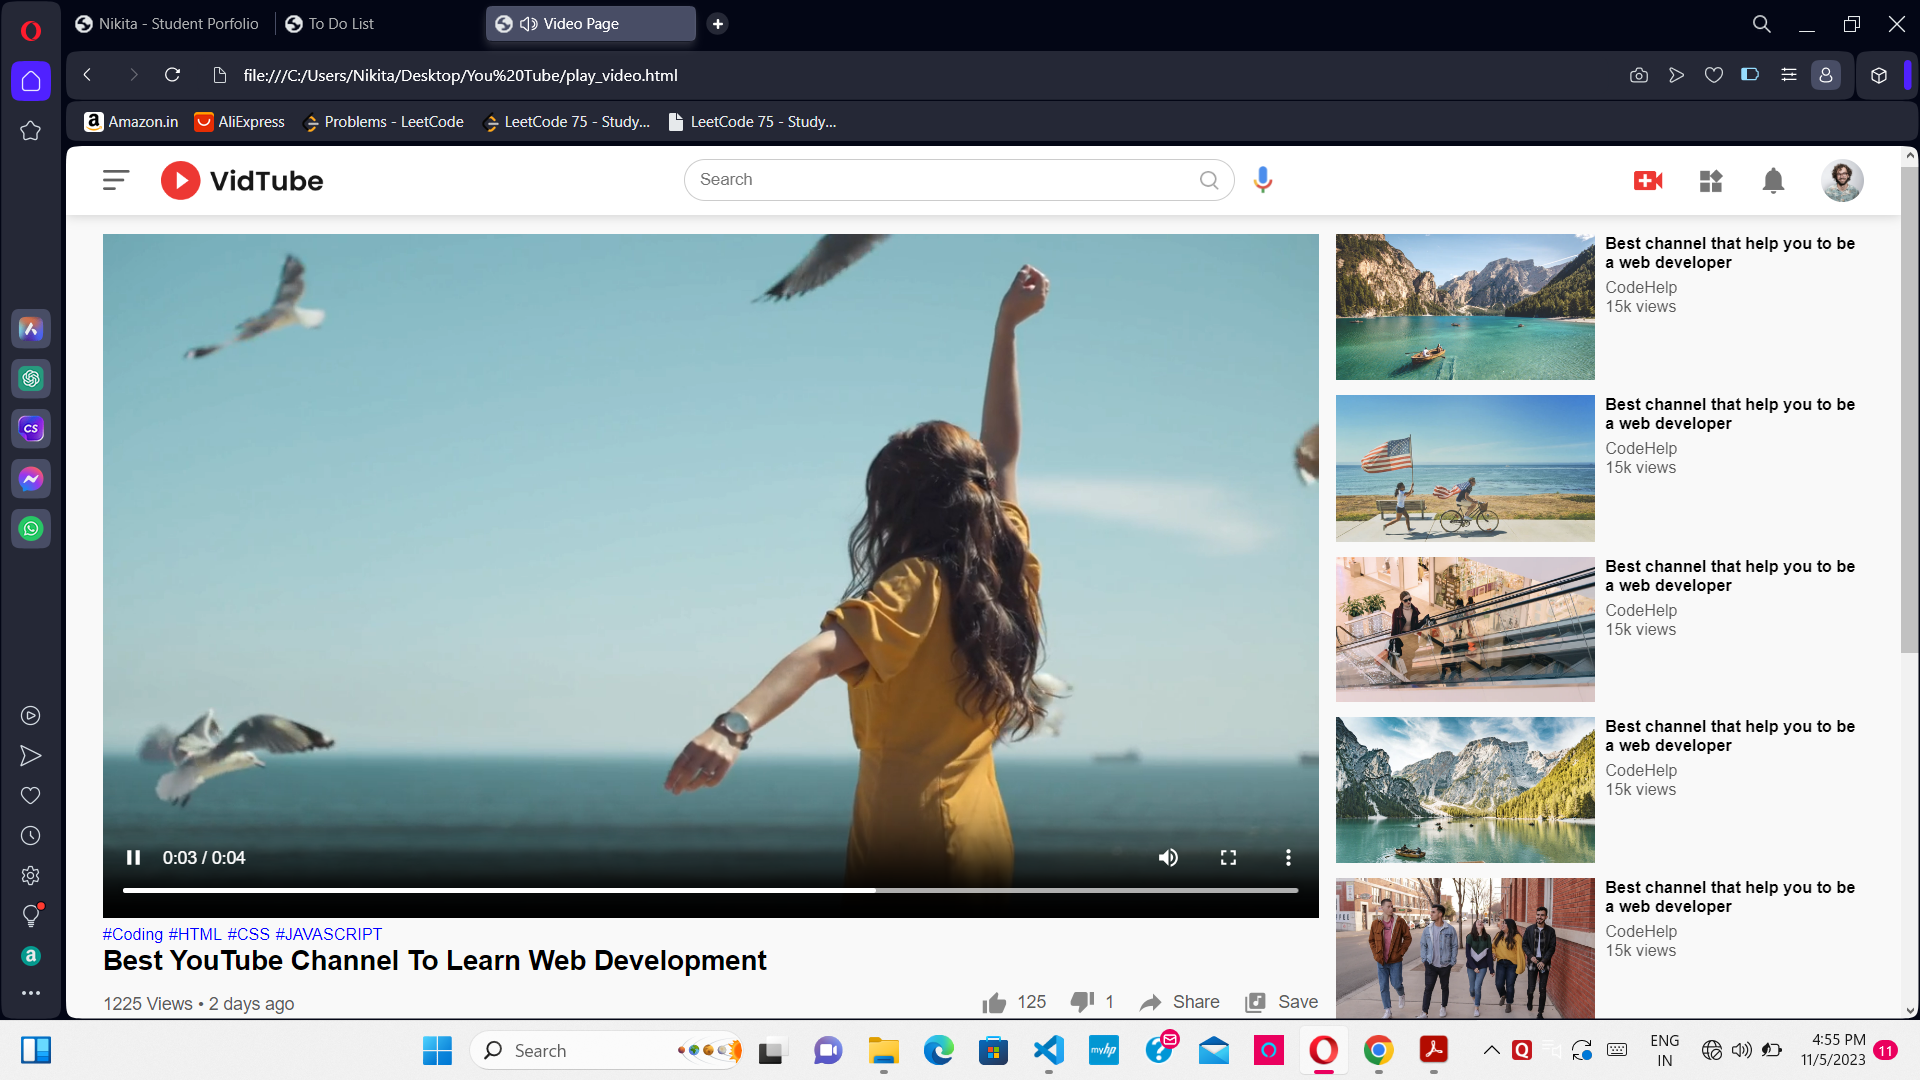 Nikita - Student Porfolio
To Do List
Video Page
file:///C:/Users/Nikita/Desktop/You%20Tube/play_video.html
Amazon.in
AliExpress
Problems - LeetCode
LeetCode 75 - Study...
LeetCode 75 - Study...
VidTube
Search
Best channel that help you to be
a web developer
CodeHelp
15k views
Best channel that help you to be
a web developer
CodeHelp
15k views
Best channel that help you to be
a web developer
CodeHelp
15k views
Best channel that help you to be
a web developer
CodeHelp
15k views
Best channel that help you to be
a web developer
CodeHelp
15k views
CS
a
0:03 / 0:04
#Coding #HTML #CSS #JAVASCRIPT
Best YouTube Channel To Learn Web Development
1225 Views • 2 days ago
125
1
Share
Save
Search
myhp
Q
ENG
IN
4:55 PM
11/5/2023
11